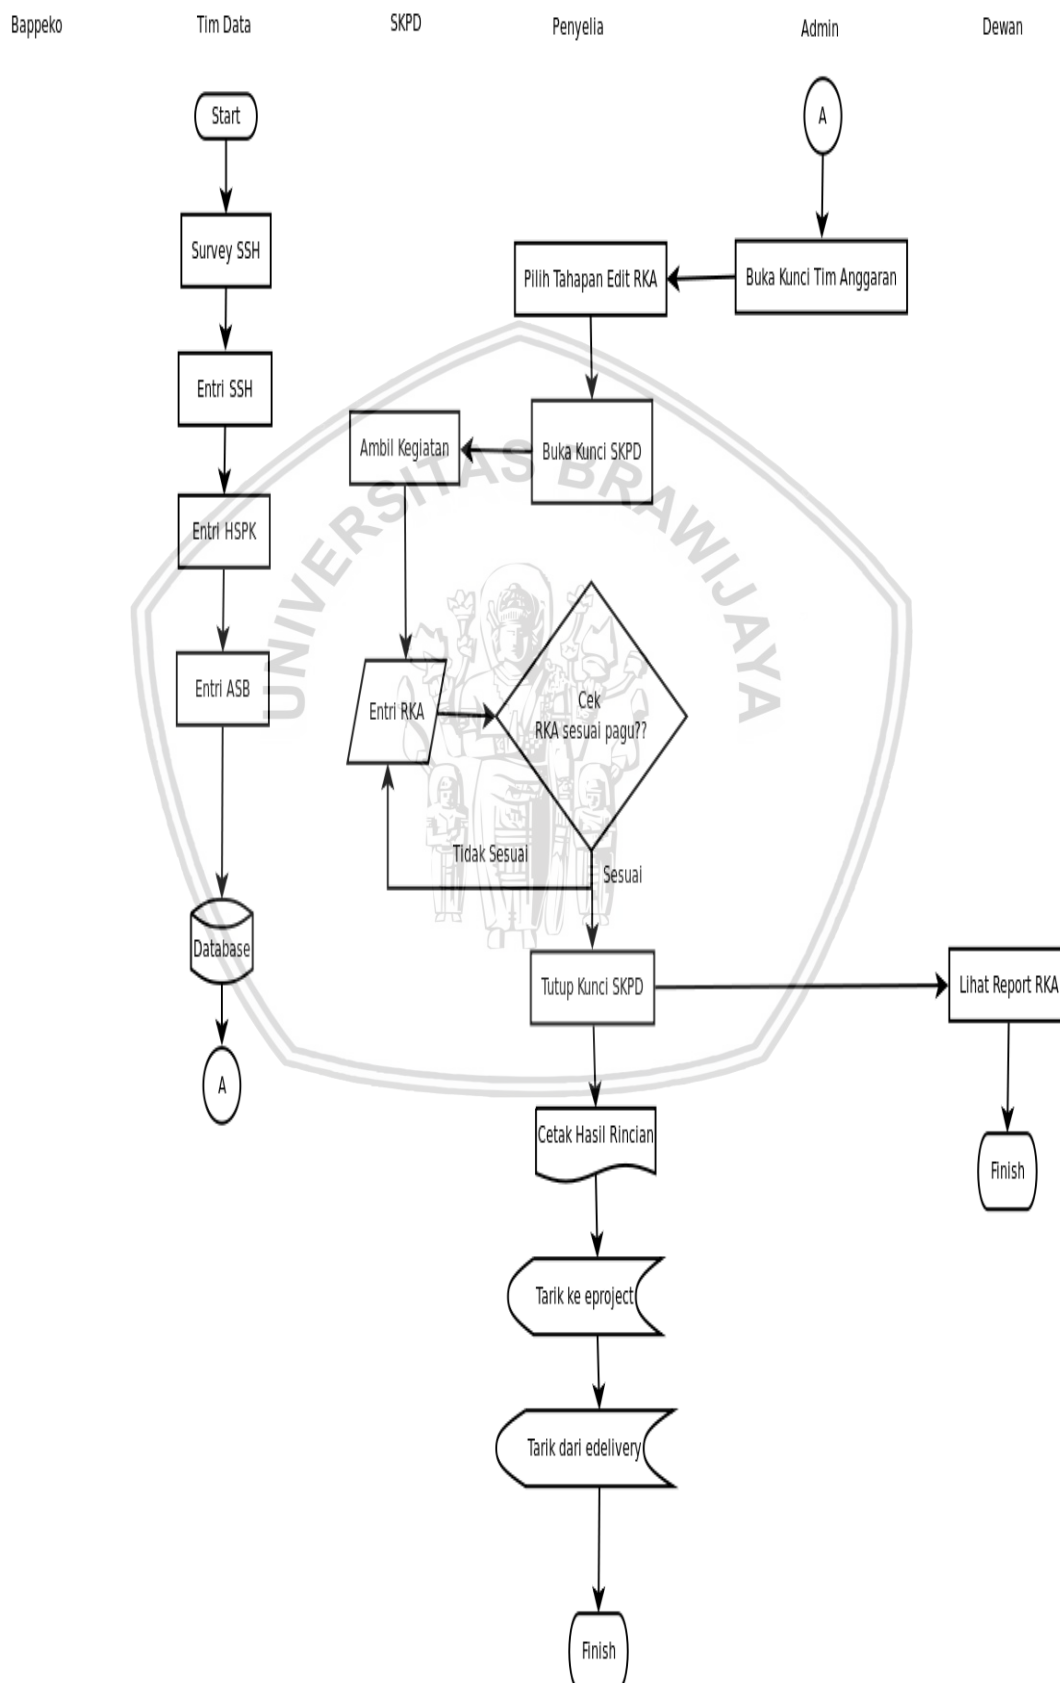 Bappeko
Tim Data
SKPD
Penyelia
Admin
Dewan
Start
A
Survey SSH
Pilih Tahapan Edit RKA
Buka Kunci Tim Anggaran
Entri SSH
Ambil Kegiatan
Buka Kunci SKPD
UNIVERSITAS BRAWIJAYA
Entri HSPK
Entri ASB
Entri RKA
Cek
RKA sesuai pagu??
Tidak Sesuai
Sesuai
Database
Tutup Kunci SKPD
Lihat Report RKA
A
Cetak Hasil Rincian
Finish
Tarik ke eproject
Tarik dari edelivery
Finish